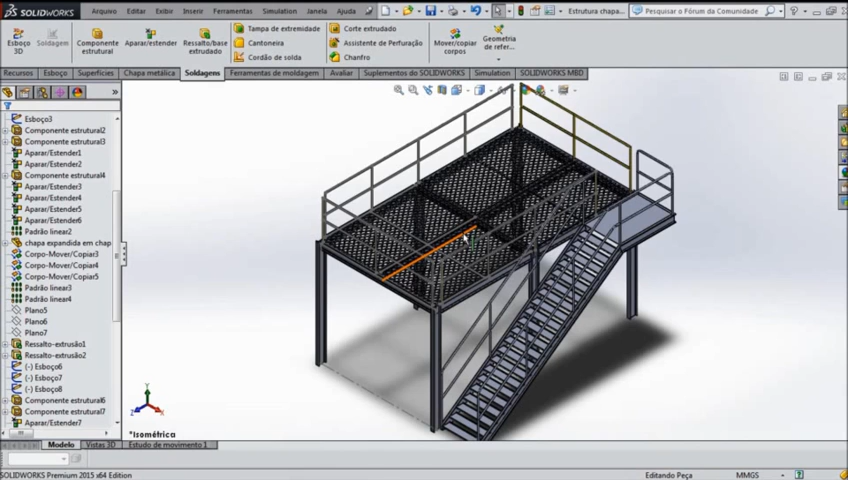 SOLIDWORKS
Arquivo
Editar
Exibir
Inserir
Ferramentas
Simulation
Janela
Ajuda
Estrutura chapa...
Pesquisar o Fórum da Comunidade
Esboço 3D
Soldagem
Componente estrutural
Aparar/estender
Ressalto/base extrudado
Tampa de extremidade
Cantoneira
Cordão de solda
Corte extrudado
Assistente de Perfuração
Chanfro
Mover/copiar corpos
Geometria de refer...
Recursos
Esboço
Superfícies
Chapa metálica
Soldagens
Ferramentas de moldagem
Avaliar
Suplementos do SOLIDWORKS
Simulation
SOLIDWORKS MBD
Esboço3
Componente estrutural2
Componente estrutural3
Aparar/Estender1
Aparar/Estender2
Componente estrutural4
Aparar/Estender3
Aparar/Estender4
Aparar/Estender5
Aparar/Estender6
Padrão linear2
chapa expandida em chap
Corpo-Mover/Copiar3
Corpo-Mover/Copiar4
Corpo-Mover/Copiar5
Padrão linear3
Padrão linear4
Plano5
Plano6
Plano7
Ressalto-extrusão1
Ressalto-extrusão2
(-) Esboço6
(-) Esboço7
(-) Esboço8
Componente estrutural6
Componente estrutural7
Aparar/Estender7
Y
Z
X
*Isométrica
Modelo
Vistas 3D
Estudo de movimento 1
SOLIDWORKS Premium 2015 x64 Edition
Editando Peça
MMGS